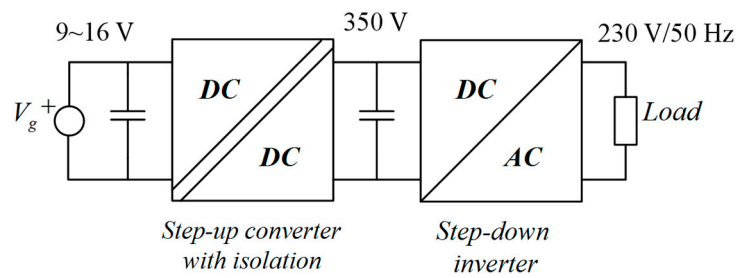 9~16 V
350 V
230 V/50 Hz
DC
DC
Vg
+
DC
AC
Load
Step-up converter
with isolation
Step-down
inverter